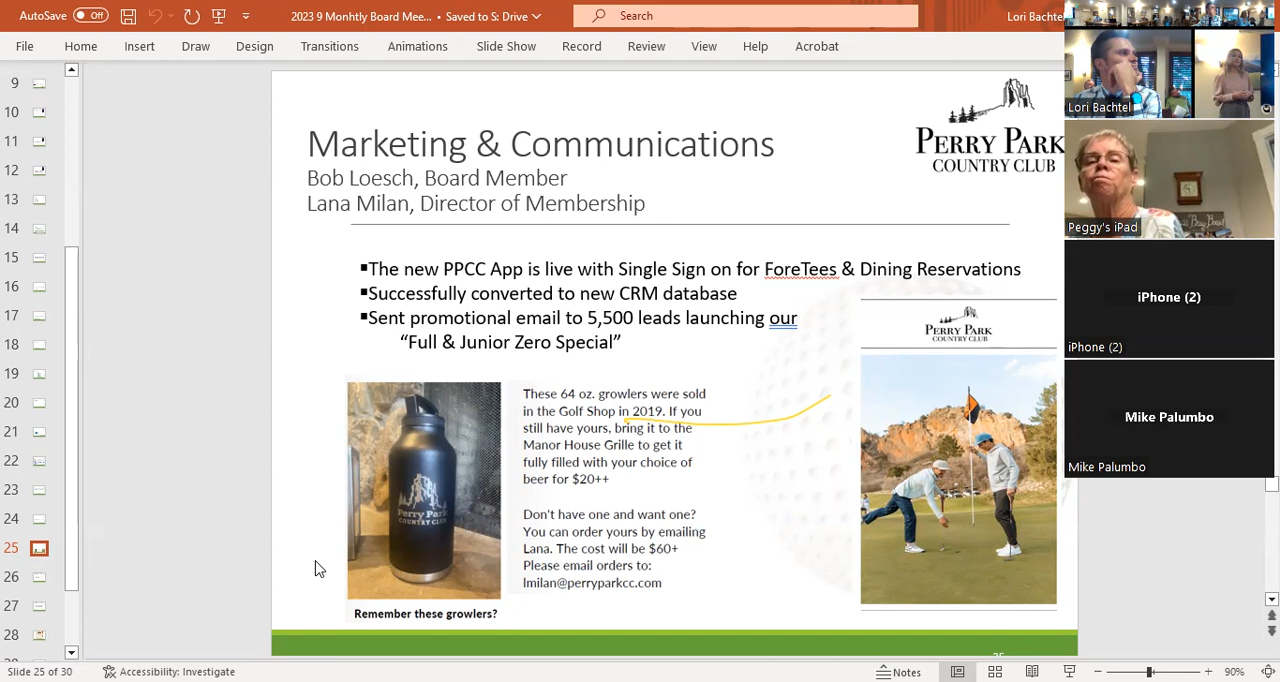 AutoSave
Off
2023 9 Monhtly Board Mee... • Saved to S: Drive
Search
Lori Bachtel
File
Home
Insert
Draw
Design
Transitions
Animations
Slide Show
Record
Review
View
Help
Acrobat
9
10
11
12
13
14
15
16
17
18
19
20
21
22
23
24
25
26
27
28
Marketing & Communications
Bob Loesch, Board Member
Lana Milan, Director of Membership
PERRY PARK
COUNTRY CLUB
▪The new PPCC App is live with Single Sign on for ForeTees & Dining Reservations
▪Successfully converted to new CRM database
▪Sent promotional email to 5,500 leads launching our
“Full & Junior Zero Special”
Perry Park
COUNTRY CLUB
Remember these growlers?
These 64 oz. growlers were sold
in the Golf Shop in 2019. If you
still have yours, bring it to the
Manor House Grille to get it
fully filled with your choice of
beer for $20++
Don't have one and want one?
You can order yours by emailing
Lana. The cost will be $60+
Please email orders to:
lmilan@perryparkcc.com
PERRY PARK
COUNTRY CLUB
25
Lori Bachtel
Peggy's iPad
iPhone (2)
iPhone (2)
Mike Palumbo
Mike Palumbo
Slide 25 of 30
Accessibility: Investigate
Notes
90%